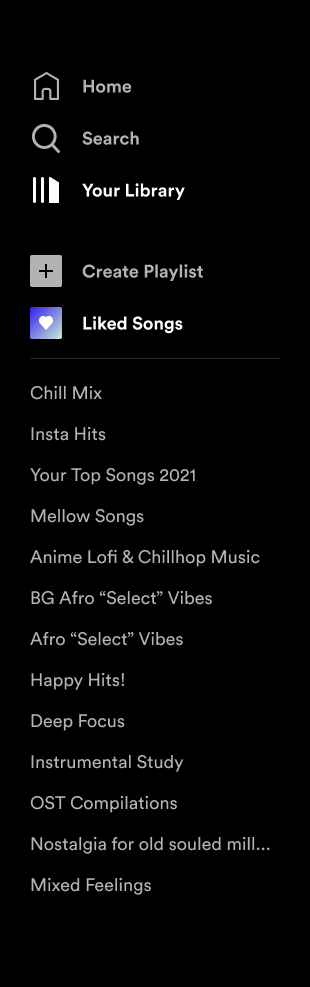 Home
Search
Your Library
Create Playlist
Liked Songs
Chill Mix
Insta Hits
Your Top Songs 2021
Mellow Songs
Anime Lofi & Chillhop Music
BG Afro “Select” Vibes
Afro “Select” Vibes
Happy Hits!
Deep Focus
Instrumental Study
OST Compilations
Nostalgia for old souled mill...
Mixed Feelings